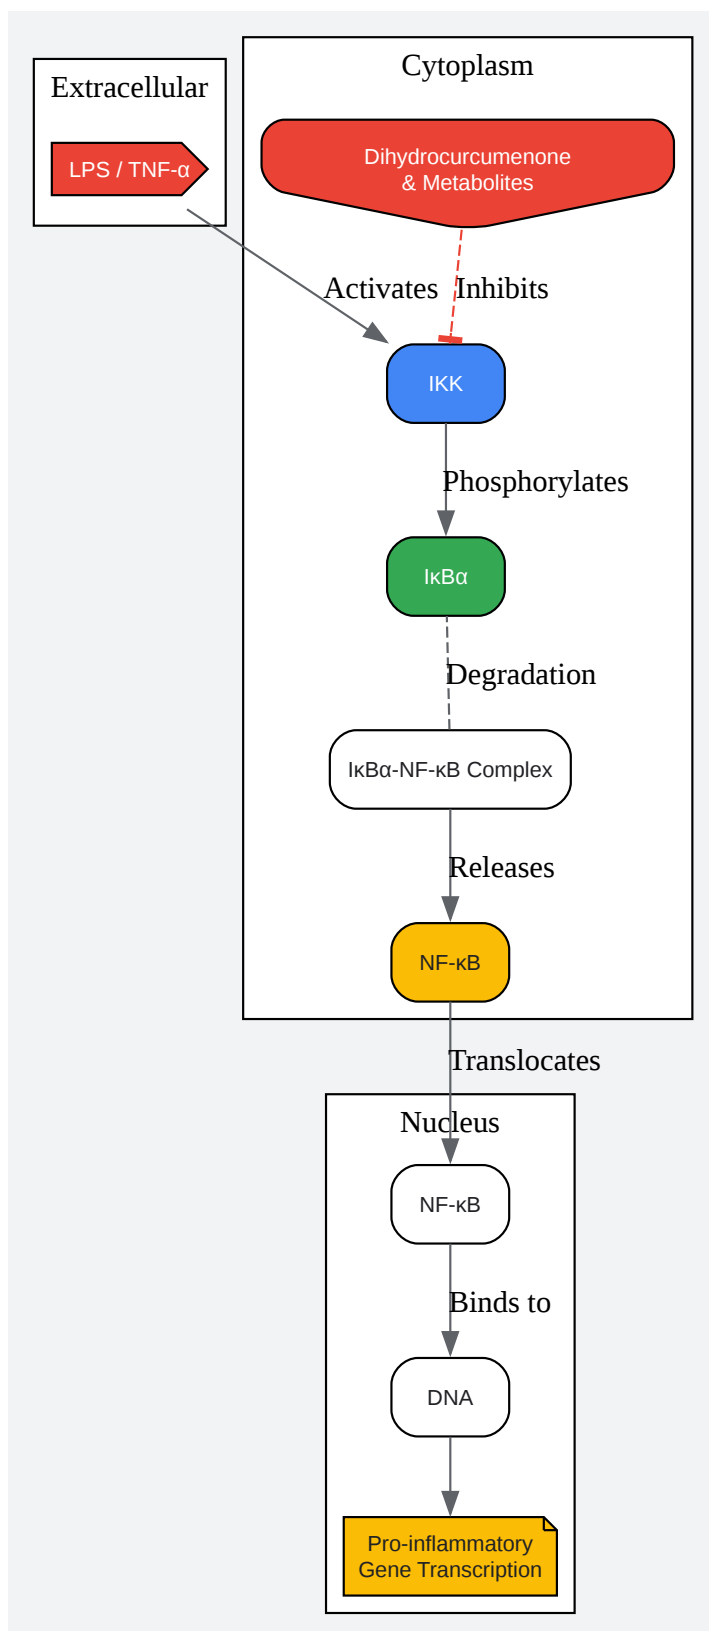 Extracellular
LPS / TNF-α
Cytoplasm
Dihydrocurcumenone
& Metabolites
Activates
Inhibits
IKK
Phosphorylates
IκBα
Degradation
IκBα-NF-κB Complex
Releases
NF-κB
Translocates
Nucleus
NF-κB
Binds to
DNA
Pro-inflammatory
Gene Transcription